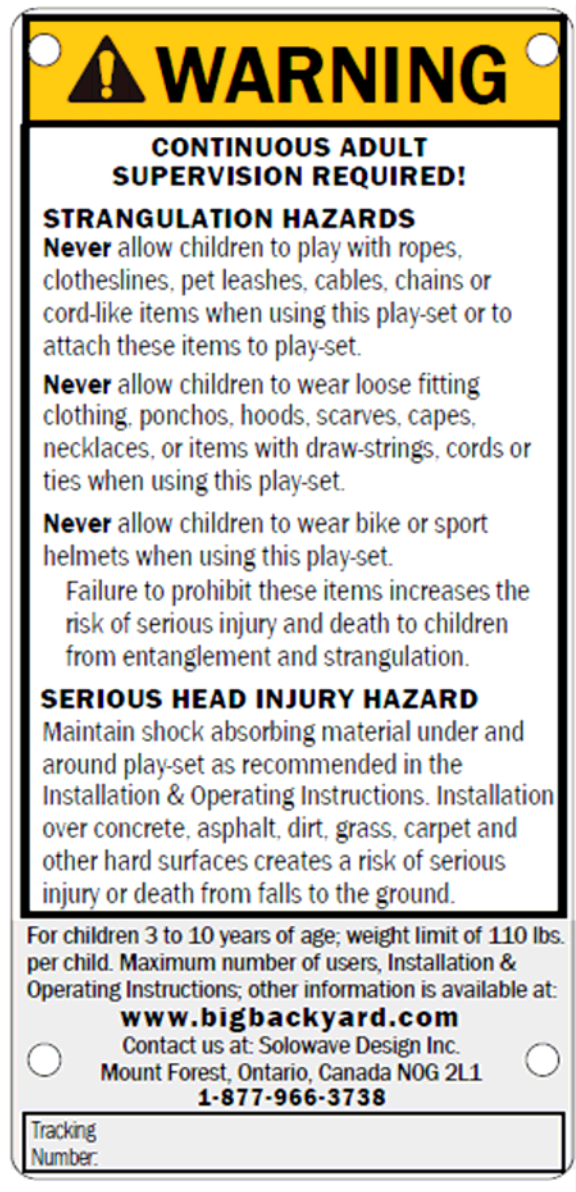 WARNING
CONTINUOUS ADULT
SUPERVISION REQUIRED!
STRANGULATION HAZARDS
Never allow children to play with ropes,
clotheslines, pet leashes, cables, chains or
cord-like items when using this play-set or to
attach these items to play-set.
Never allow children to wear loose fitting
clothing, ponchos, hoods, scarves, capes,
necklaces, or items with draw-strings, cords or
ties when using this play-set.
Never allow children to wear bike or sport
helmets when using this play-set.
Failure to prohibit these items increases the
risk of serious injury and death to children
from entanglement and strangulation.
SERIOUS HEAD INJURY HAZARD
Maintain shock absorbing material under and
around play-set as recommended in the
Installation & Operating Instructions. Installation
over concrete, asphalt, dirt, grass, carpet and
other hard surfaces creates a risk of serious
injury or death from falls to the ground.
For children 3 to 10 years of age; weight limit of 110 lbs.
per child. Maximum number of users, Installation &
Operating Instructions; other information is available at:
www.bigbackyard.com
Contact us at: Solowave Design Inc.
Mount Forest, Ontario, Canada N0G 2L1
1-877-966-3738
Tracking
Number: